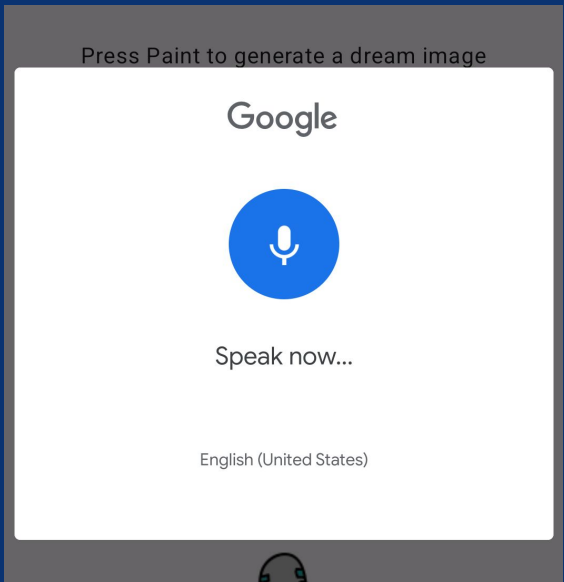 Press Paint to generate a dream image
Google
Speak now...
English (United States)